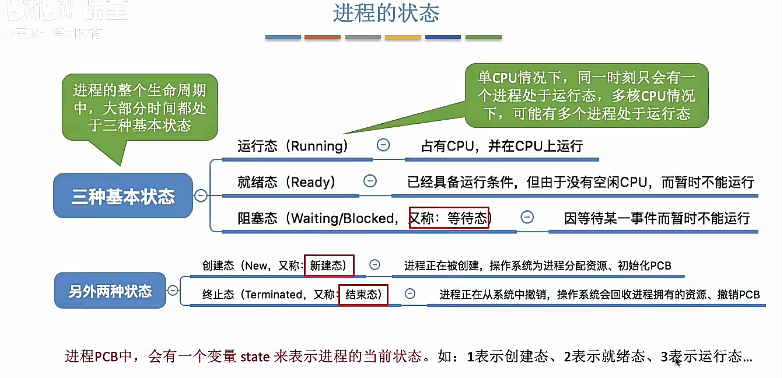 进程的状态
进程的整个生命周期
中，大部分时间都处
于三种基本状态
单CPU情况下，同一时刻只会有一
个进程处于运行态，多核CPU情况
下，可能有多个进程处于运行态
三种基本状态
运行态（Running）
占有CPU，并在CPU上运行
就绪态（Ready）
已经具备运行条件，但由于没有空闲CPU，而暂时不能运行
阻塞态（Waiting/Blocked，又称：等待态）
因等待某一事件而暂时不能运行
另外两种状态
创建态（New，又称：新建态）
进程正在被创建，操作系统为进程分配资源、初始化PCB
终止态（Terminated，又称：结束态）
进程正在从系统中撤销，操作系统会回收进程拥有的资源、撤销PCB
进程PCB中，会有一个变量 state 来表示进程的当前状态。如：1表示创建态、2表示就绪态、3表示运行态...